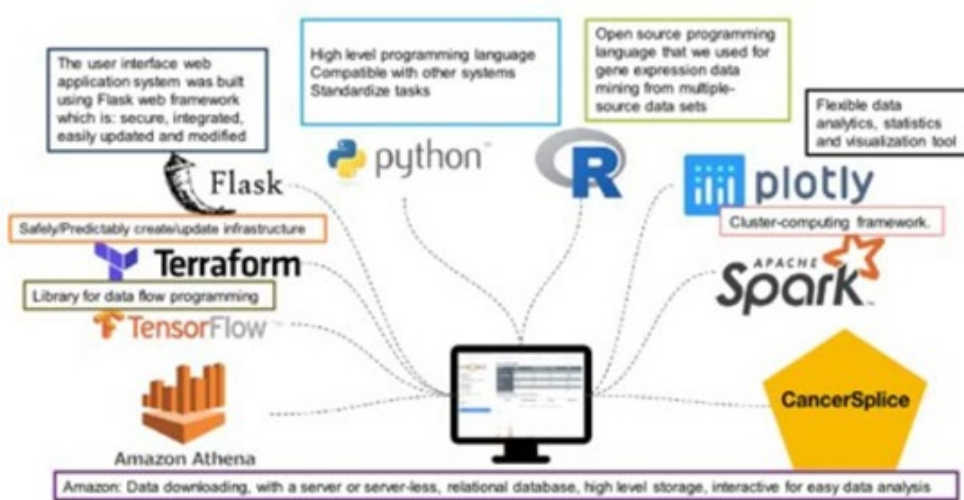 The user interface web
application system was built
using Flask web framework
which is: secure, integrated,
easily updated and modified
Flask
High level programming language
Compatible with other systems
Standardize tasks
python
Open source programming
language that we used for
gene expression data
mining from multiple-
source data sets
R
Flexible data
analytics, statistics
and visualization tool
plotly
Safely/Predictably create/update infrastructure
Terraform
Cluster-computing framework.
APACHE
Spark
Library for data flow programming
TensorFlow
CancerSplice
Amazon Athena
Amazon: Data downloading, with a server or server-less, relational database, high level storage, interactive for easy data analysis